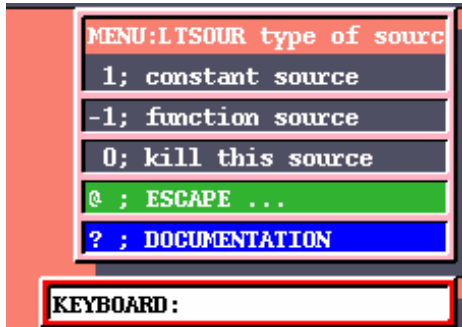 MENU:LTSOUR type of sourc
1; constant source
-1; function source
0; kill this source
@ ; ESCAPE ...
? ; DOCUMENTATION
KEYBOARD: